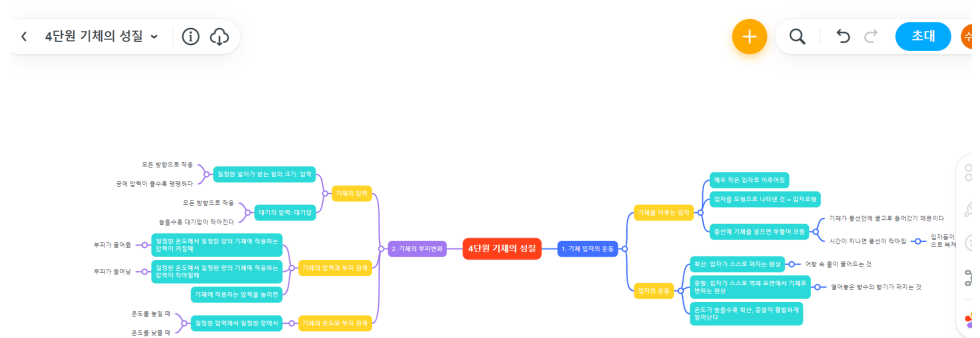 4단원 기체의 성질
초대
수
모든 방향으로 작용
공에 압력이 클수록 팽팽하다
일정한 넓이가 받는 힘의 크기: 압력
기체의 압력
모든 방향으로 작용
높을수록 대기압이 작아진다
대기의 압력: 대기압
부피가 줄어듦
일정한 온도에서 일정한 양의 기체에 작용하는
압력이 커질때
부피가 늘어남
일정한 온도에서 일정한 양의 기체에 작용하는
압력이 작아질때
기체에 작용하는 압력을 높이면
기체의 압력과 부피 관계
온도를 높일 때
온도를 낮출 때
일정한 압력에서 일정한 양에서
기체의 온도와 부피 관계
2. 기체의 부피변화
4단원 기체의 성질
1. 기체 입자의 운동
기체를 이루는 입자
매우 작은 입자로 이루어짐
입자를 모형으로 나타낸 것 = 입자모형
풍선에 기체를 넣으면 부풀어 오름
기체가 풍선안에 골고루 들어갔기 때문이다
시간이 지나면 풍선이 작아짐
입자들이
입자의 운동
확산: 입자가 스스로 퍼지는 현상
어항 속 물이 줄어드는 것
증발: 입자가 스스로 액체 표면에서 기체로
변하는 현상
열어놓은 향수의 향기가 퍼지는 것
온도가 높을수록 확산, 증발이 활발하게
일어난다